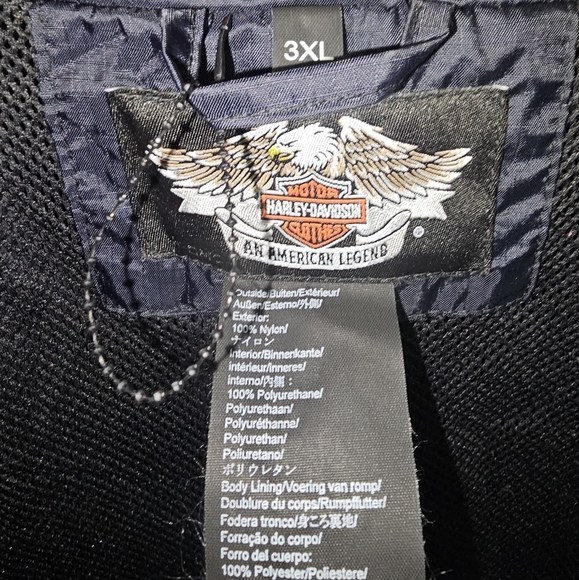 3XL
MOTOR
HARLEY-DAVIDSON
CLOTHES
®
AN AMERICAN LEGEND
Outside/Buiten/Extérieur/
Außen/Esterno/外側/
Exterior:
100% Nylon/
ナイロン
Interior/Binnenkante/
Intérieur/Inneres/
Interno/内側 :
100% Polyurethane/
Polyurethaan/
Polyuréthanne/
Polyurethan/
Poliuretano/
ポリウレタン
Body Lining/Voering van romp/
Doublure du corps/Rumpffutter/
Fodera tronco/身ごろ裏地/
Forração do corpo/
Forro del cuerpo:
100% Polyester/Poliestere/